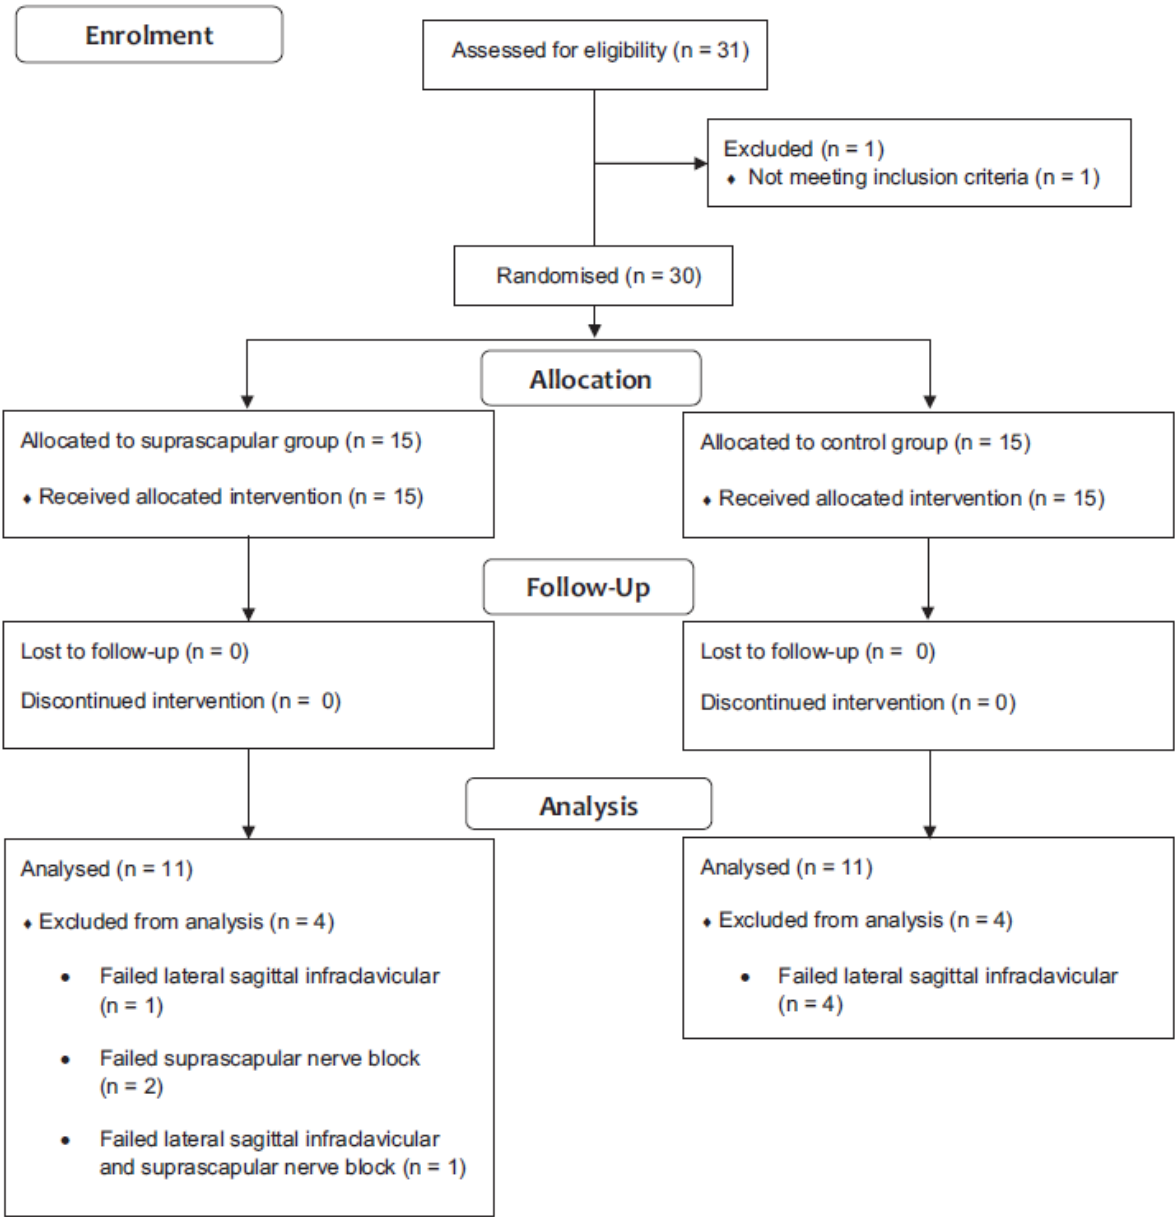 Enrolment
Assessed for eligibility (n = 31)
Excluded (n = 1)
♦ Not meeting inclusion criteria (n = 1)
Randomised (n = 30)
Allocation
Allocated to suprascapular group (n = 15)
♦ Received allocated intervention (n = 15)
Allocated to control group (n = 15)
♦ Received allocated intervention (n = 15)
Follow-Up
Lost to follow-up (n = 0)
Discontinued intervention (n = 0)
Lost to follow-up (n = 0)
Discontinued intervention (n = 0)
Analysis
Analysed (n = 11)
♦ Excluded from analysis (n = 4)
• Failed lateral sagittal infraclavicular
(n = 1)
• Failed suprascapular nerve block
(n = 2)
• Failed lateral sagittal infraclavicular
and suprascapular nerve block (n = 1)
Analysed (n = 11)
♦ Excluded from analysis (n = 4)
• Failed lateral sagittal infraclavicular
(n = 4)